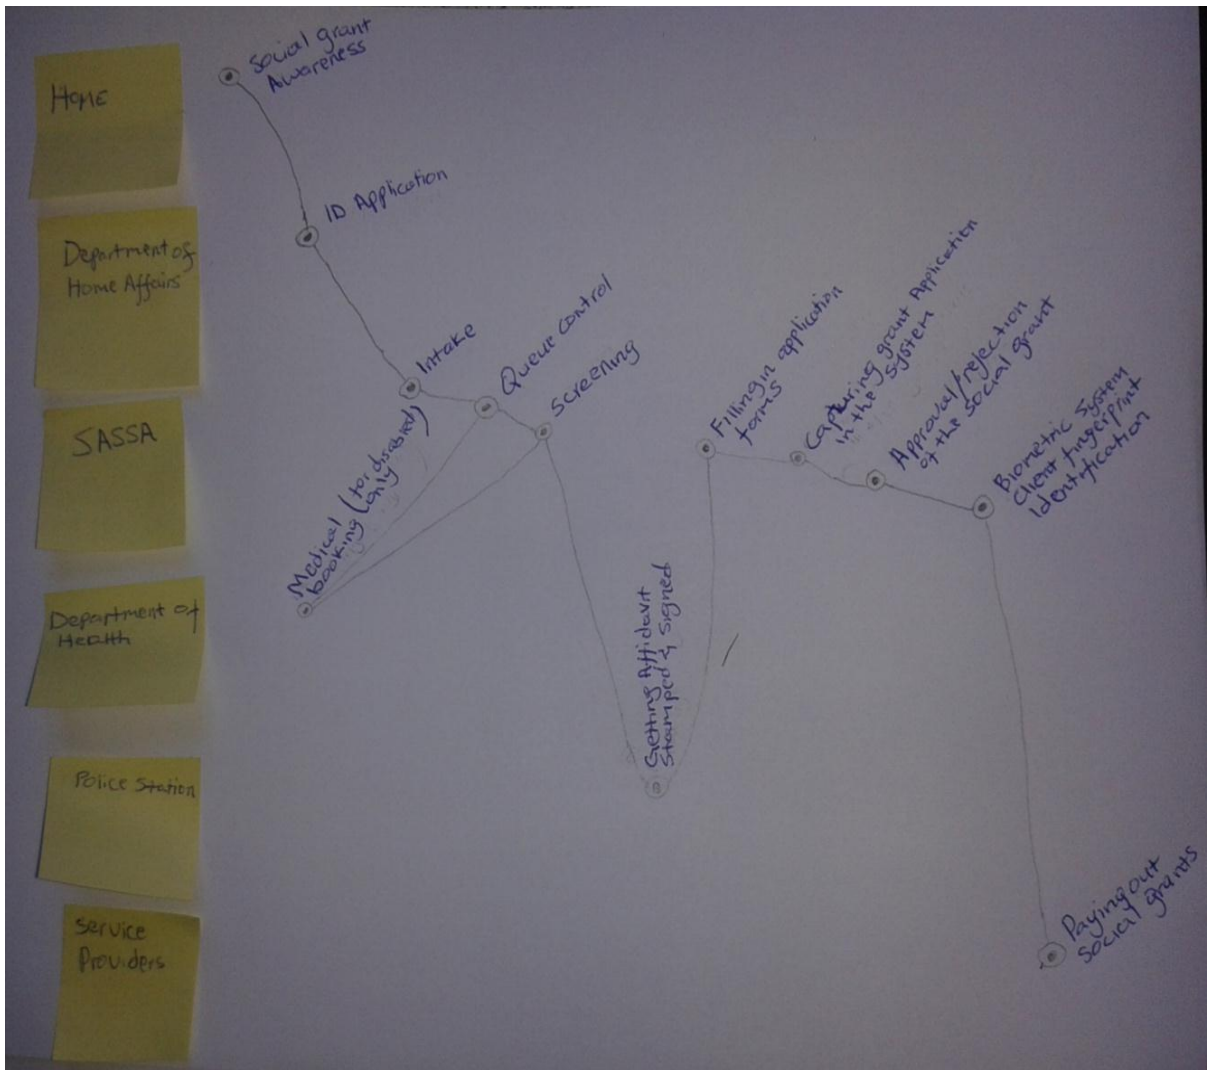 Home
Department of
Home Affairs
SASSA
Department of
Health
Police Station
Service
Providers
Social grant
Awareness
ID Application
Intake
Queue control
Screening
Medical (for disability)
booking (only
Getting Affidavit
Stamped & signed
Filling in application
forms
Capturing grant Application
in the system
Approval/rejection
of the social grant
Biometric System
Client fingerprint
Identification
Paying out
social grants